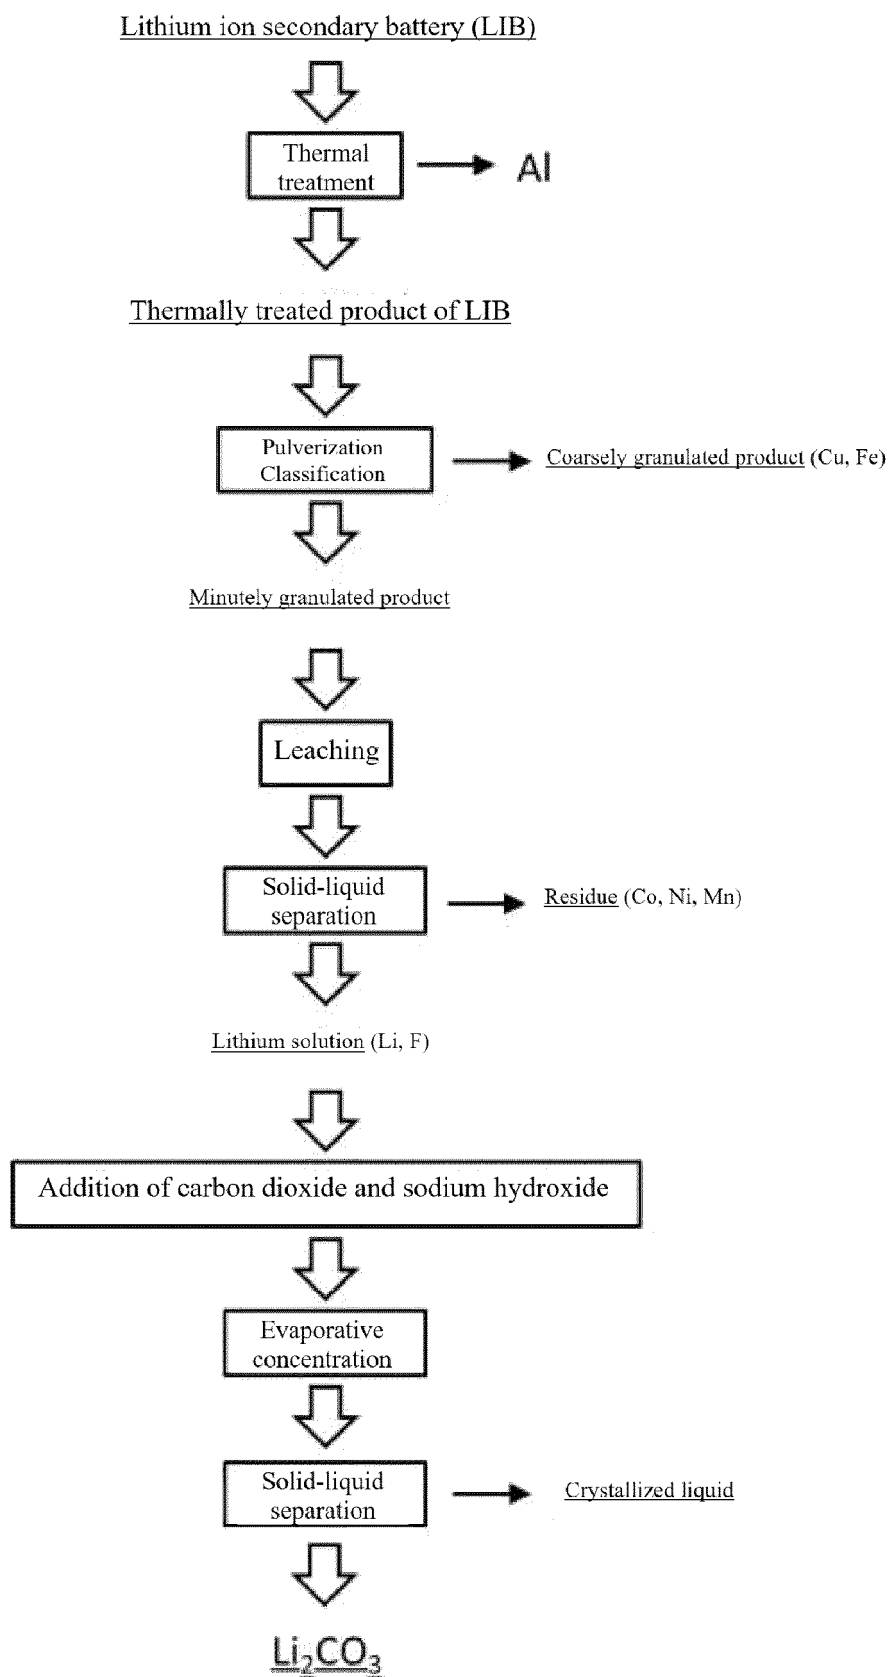 Lithium ion secondary battery (LIB)
Thermal
treatment
Al
Thermally treated product of LIB
Pulverization
Classification
Coarsely granulated product (Cu, Fe)
Minutely granulated product
Leaching
Solid-liquid
separation
Residue (Co, Ni, Mn)
Lithium solution (Li, F)
Addition of carbon dioxide and sodium hydroxide
Evaporative
concentration
Solid-liquid
separation
Crystallized liquid
Li₂CO₃